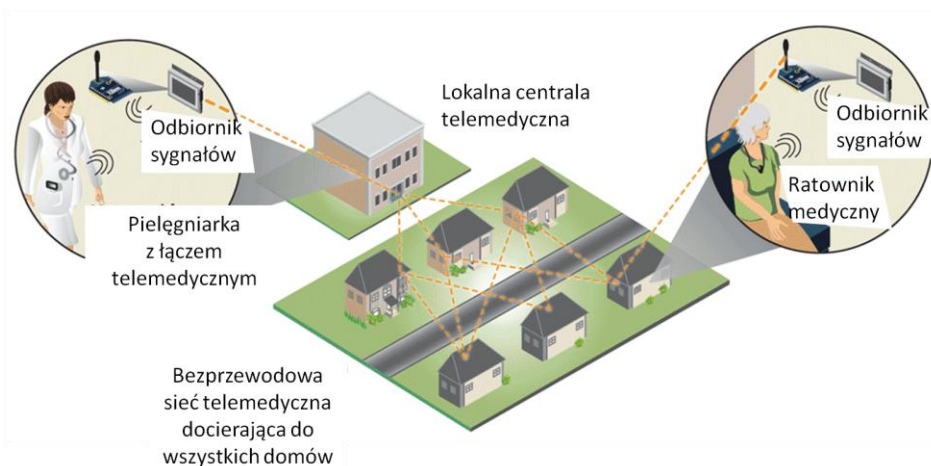 Odbiornik
sygnałów
Pielęgniarka
z łączem
telemedycznym
Lokalna centrala
telemedyczna
Odbiornik
sygnałów
Ratownik
medyczny
Bezprzewodowa
sieć telemedyczna
docierająca do
wszystkich domów